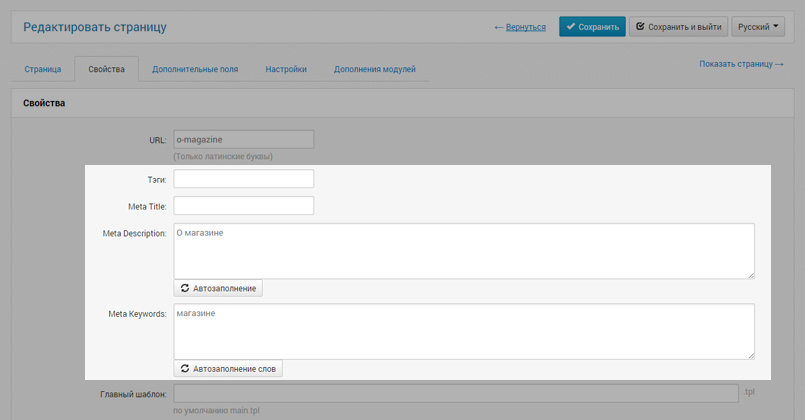 Редактировать страницу
← Вернуться
Сохранить
Сохранить и выйти
Русский
Страница
Свойства
Дополнительные поля
Настройки
Дополнения модулей
Показать страницу →
Свойства
URL: o-magazine
(Только латинские буквы)
Тэги:
Meta Title:
Meta Description: О магазине
Автозаполнение
Meta Keywords: магазине
Автозаполнение слов
Главный шаблон: .tpl
по умолчанию main.tpl